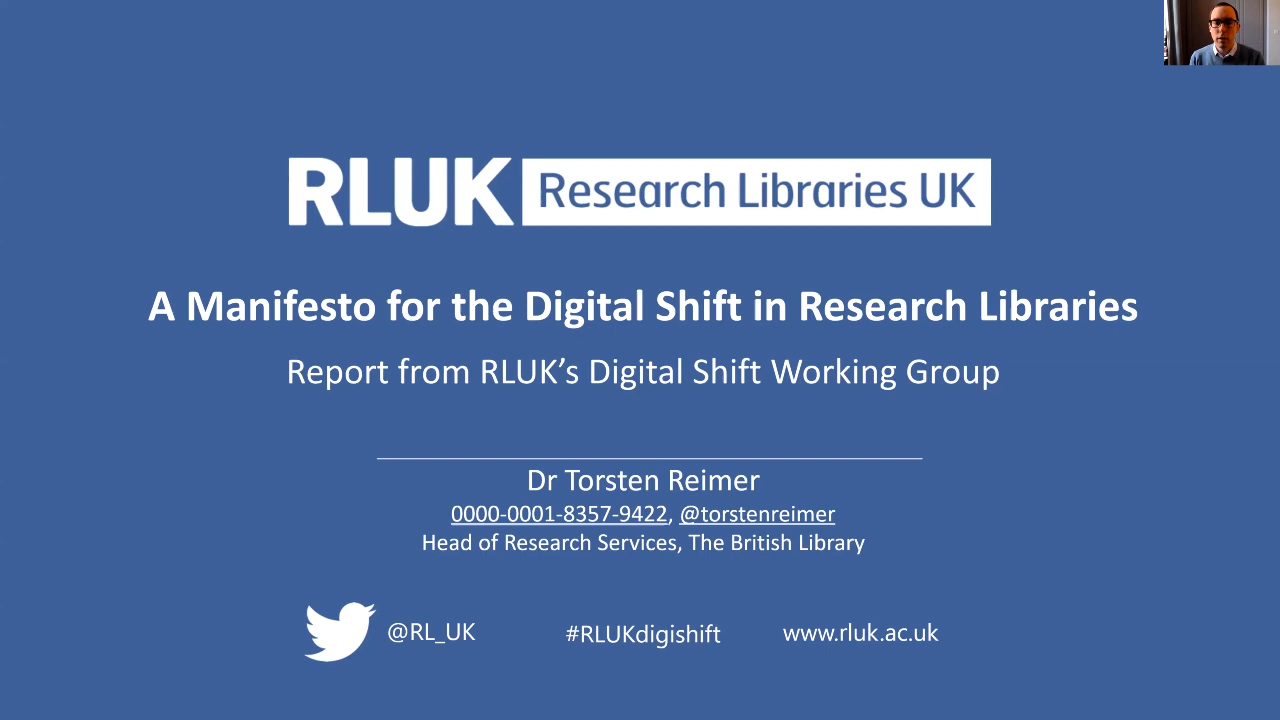 RLUK Research Libraries UK
A Manifesto for the Digital Shift in Research Libraries
Report from RLUK’s Digital Shift Working Group
Dr Torsten Reimer
0000-0001-8357-9422, @torstenreimer
Head of Research Services, The British Library
@RL_UK #RLUKdigishift www.rluk.ac.uk